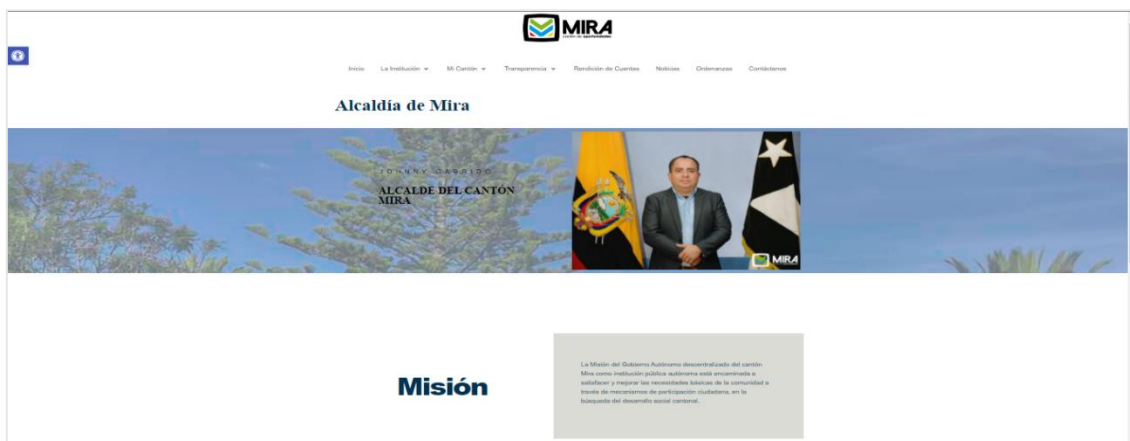 MIRA
Inicio La Institución Mi Cantón Transparencia Rendición de Cuentas Noticias Ordenanzas Contáctanos
Alcaldía de Mira
JOHNNY GARRIDO
ALCALDE DEL CANTÓN
MIRA
MIRA
Misión
La Misión del Gobierno Autónomo descentralizado del cantón
Mira como institución pública autónoma está encaminada a
satisfacer y mejorar las necesidades básicas de la comunidad a
través de mecanismos de participación ciudadana, en la
búsqueda del desarrollo social cantonal.